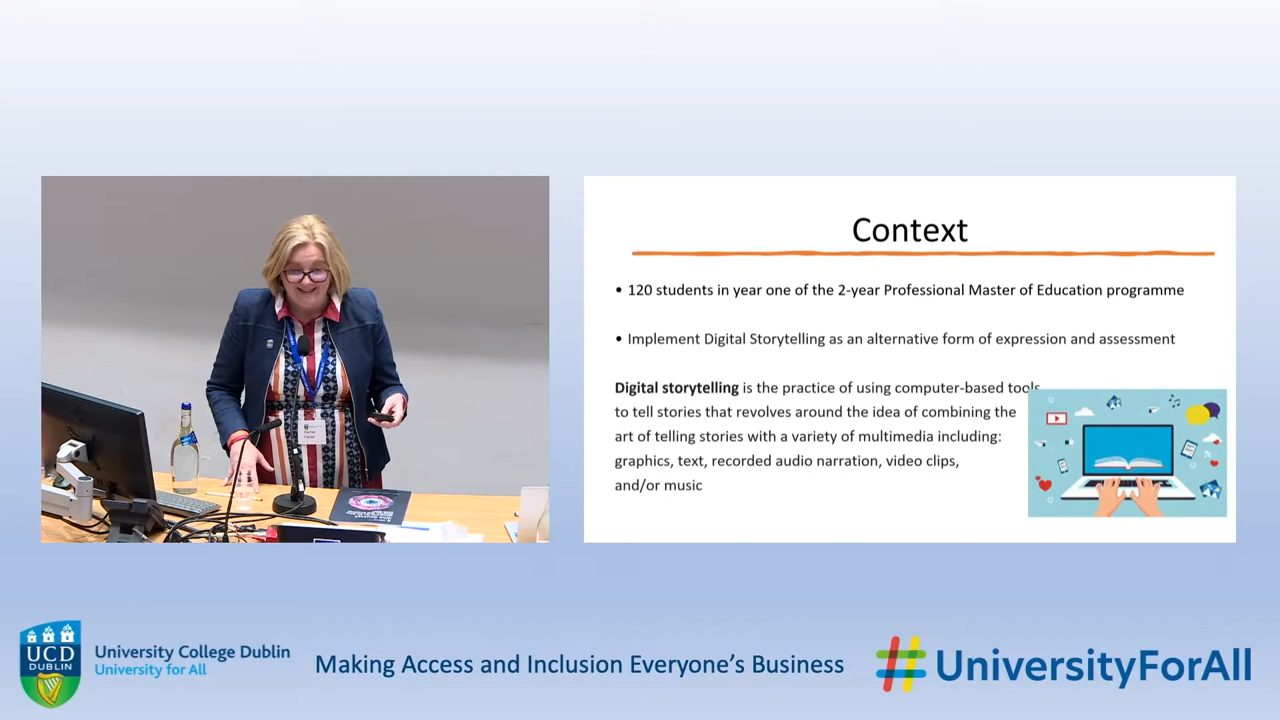 Context
• 120 students in year one of the 2-year Professional Master of Education programme
• Implement Digital Storytelling as an alternative form of expression and assessment
Digital storytelling is the practice of using computer-based tools
to tell stories that revolves around the idea of combining the
art of telling stories with a variety of multimedia including:
graphics, text, recorded audio narration, video clips,
and/or music
UCD
DUBLIN
University College Dublin
University for All
Making Access and Inclusion Everyone's Business
#UniversityForAll